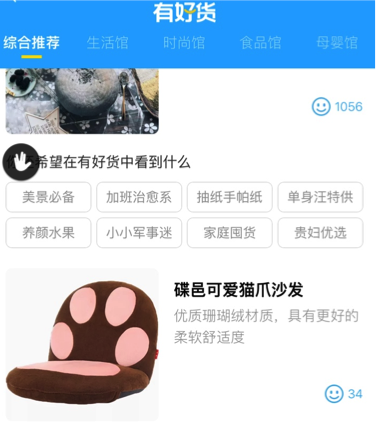 有好货
综合推荐 生活馆 时尚馆 食品馆 母婴馆
1056
希望在有好货中看到什么
美景必备 加班治愈系 抽纸手帕纸 单身汪特供
养颜水果 小小军事迷 家庭囤货 贵妇优选
碟邑可爱猫爪沙发
优质珊瑚绒材质，具有更好的
柔软舒适度
34